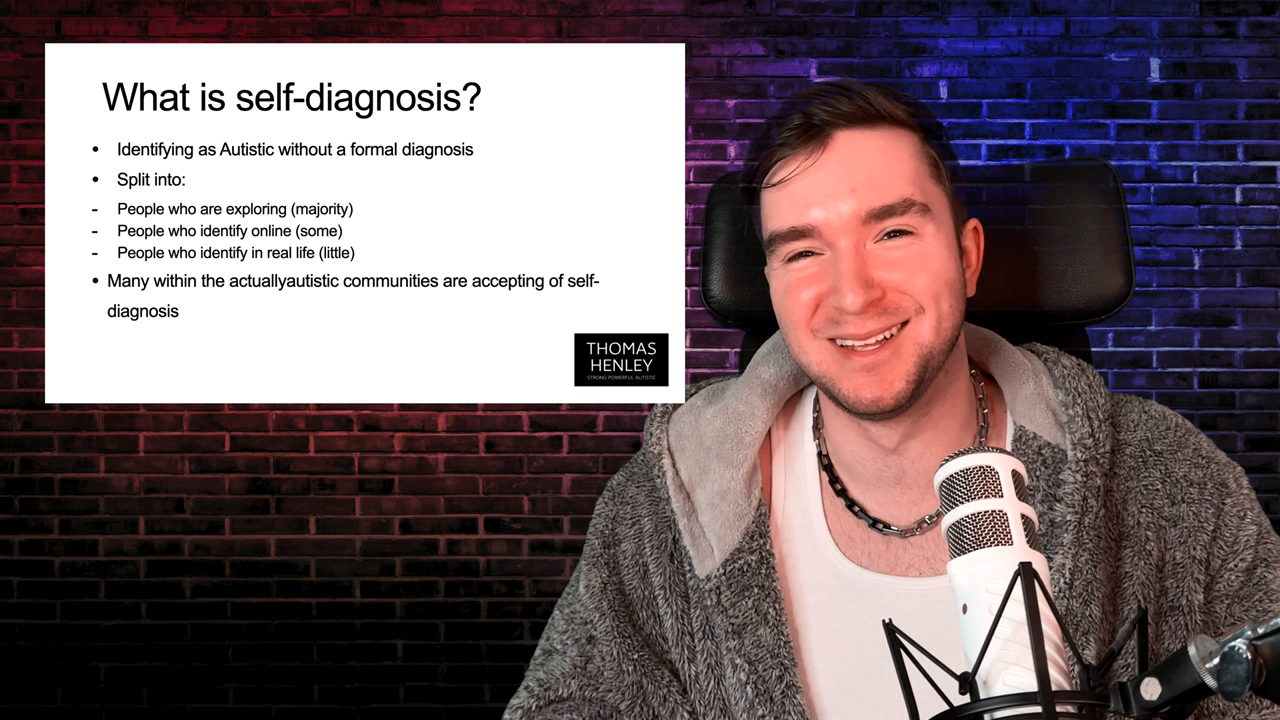 What is self-diagnosis?
• Identifying as Autistic without a formal diagnosis
• Split into:
- People who are exploring (majority)
- People who identify online (some)
- People who identify in real life (little)
• Many within the actuallyautistic communities are accepting of self-
diagnosis
THOMAS
HENLEY
STRONG POWERFUL AUTISTIC